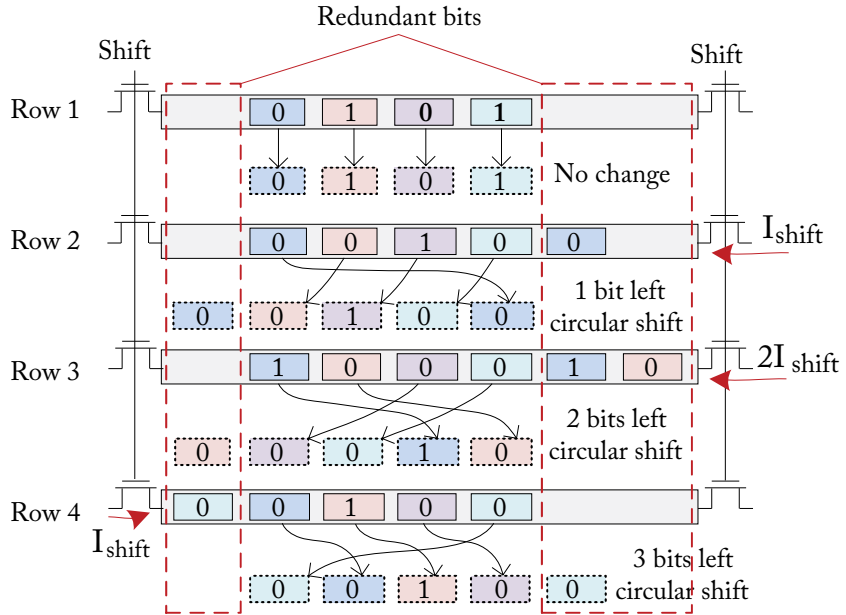 Redundant bits
Shift
Shift
Row 1
0 1 0 1
0 1 0 1
No change
Row 2
0 0 1 0 0
I shift
0 0 1 0 0
1 bit left
circular shift
Row 3
1 0 0 0 1 0
2I shift
0 0 0 1 0
2 bits left
circular shift
Row 4
0 0 1 0 0
I shift
0 0 1 0 0
3 bits left
circular shift